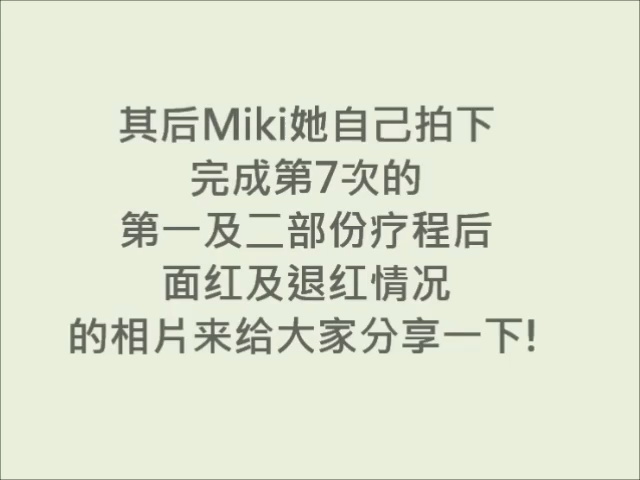 其后Miki她自己拍下
完成第7次的
第一及二部份疗程后
面红及退红情况
的相片来给大家分享一下!